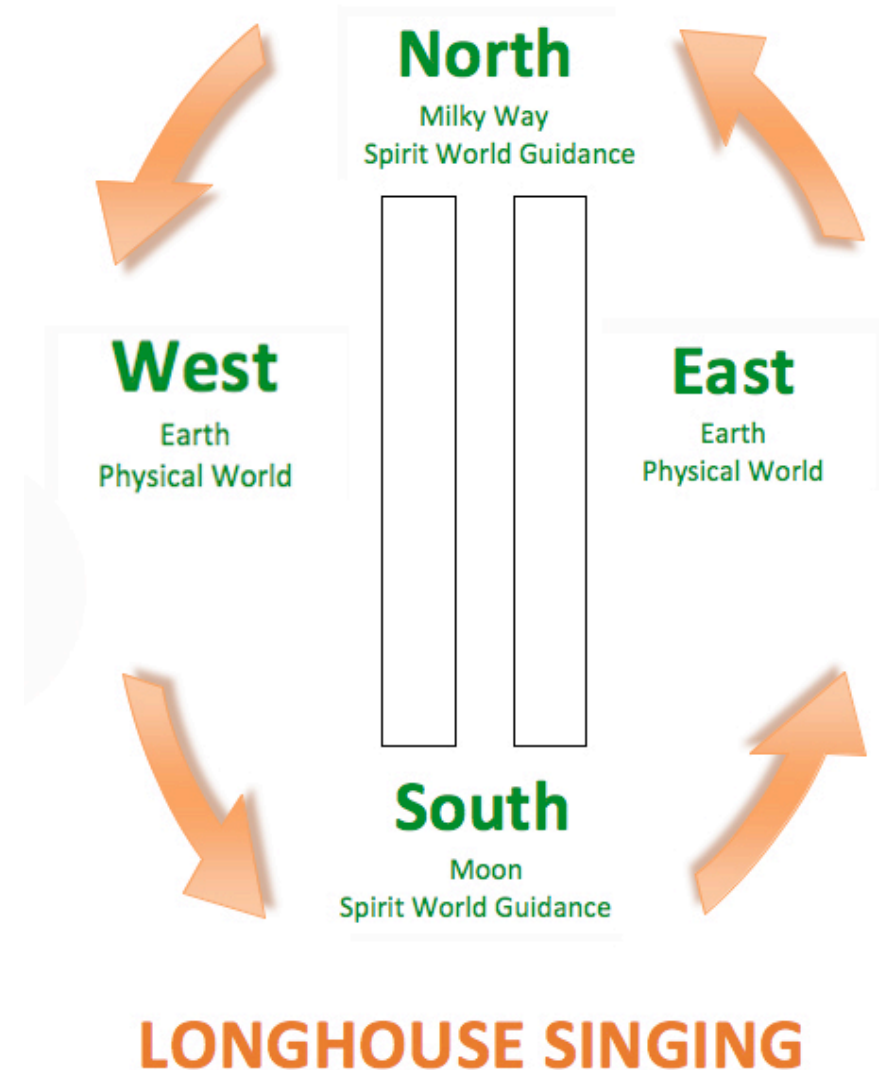 North
Milky Way
Spirit World Guidance
West
Earth
Physical World
East
Earth
Physical World
South
Moon
Spirit World Guidance
LONGHOUSE SINGING